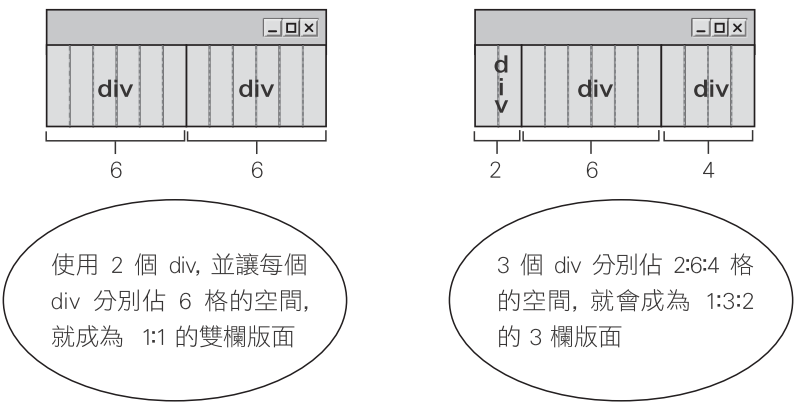 div
div
6
6
使用 2 個 div, 並讓每個
div 分別佔 6 格的空間,
就成為 1:1 的雙欄版面
div
div
div
2
6
4
3 個 div 分別佔 2:6:4 格
的空間, 就會成為 1:3:2
的 3 欄版面